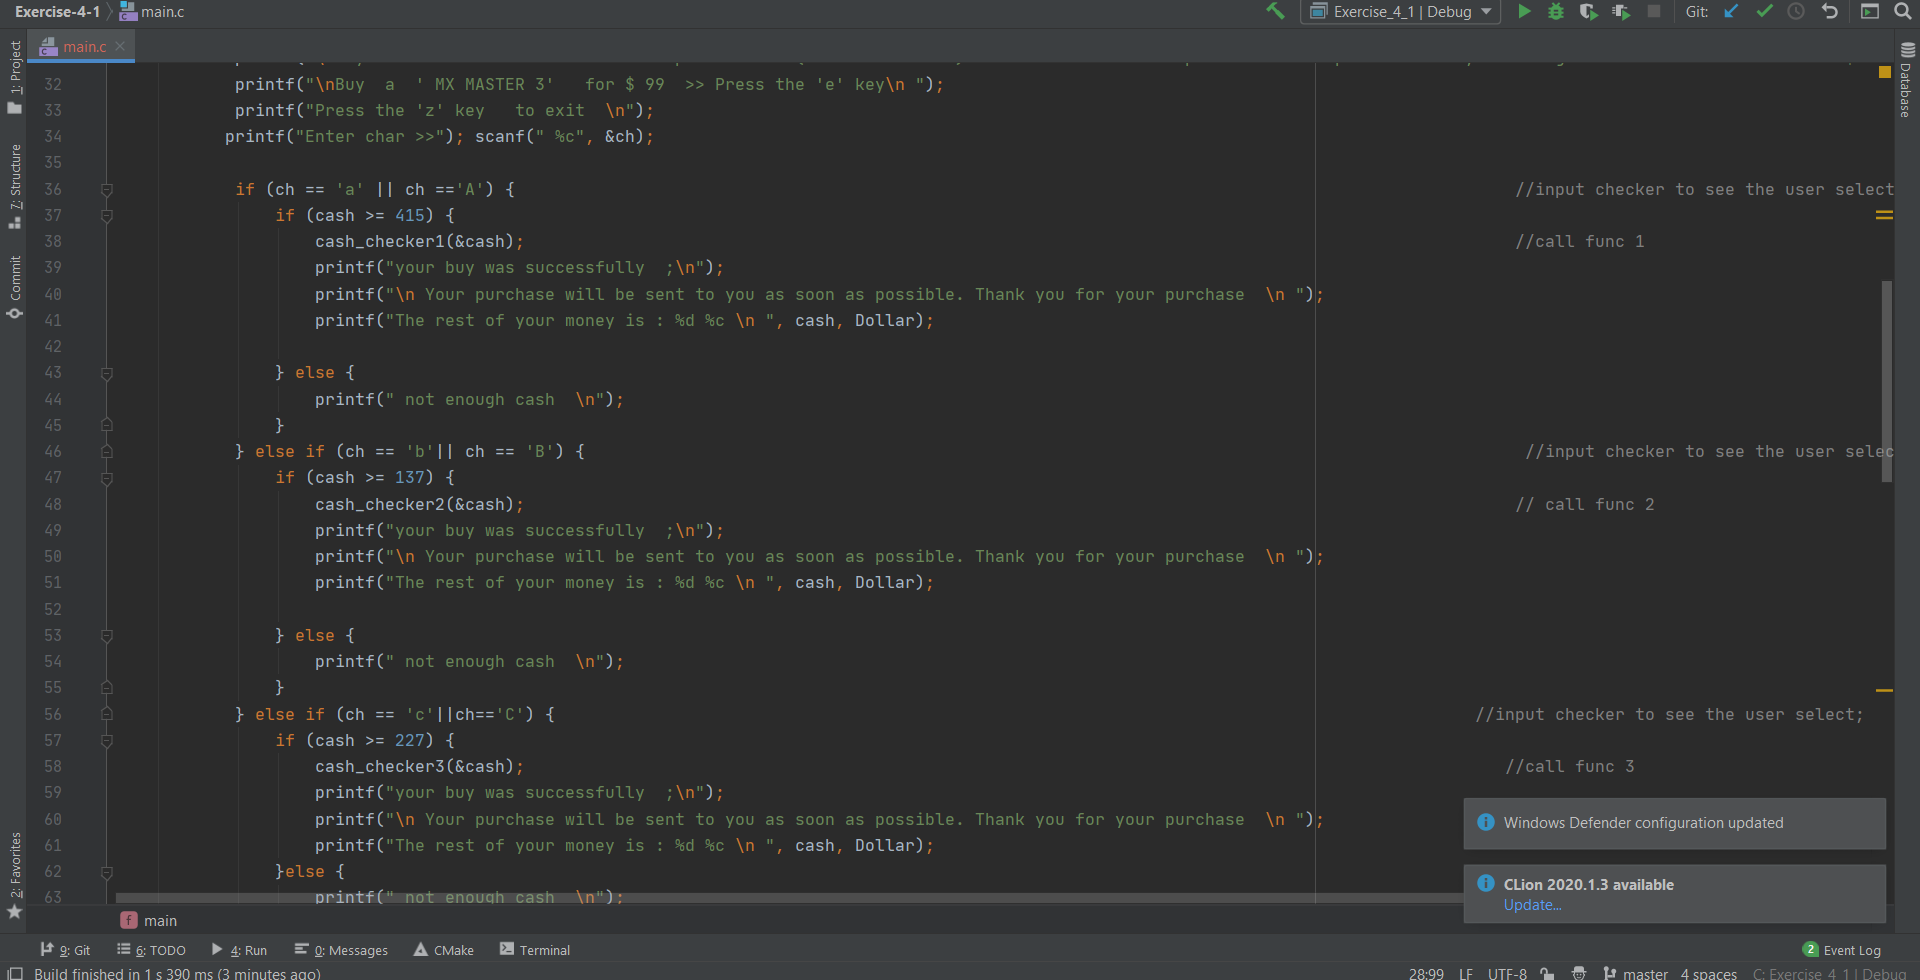 Exercise-4-1 main.c Exercise_4_1 | Debug Git:
main.c
1: Project
7: Structure
Commit
2: Favorites
Database
32 printf("\nBuy  a  ' MX MASTER 3'   for $ 99  >> Press the 'e' key\n ");
33 printf("Press the 'z' key   to exit  \n");
34 printf("Enter char >>"); scanf(" %c", &ch);
35
36 if (ch == 'a' || ch =='A') { //input checker to see the user select
37 if (cash >= 415) {
38 cash_checker1(&cash); //call func 1
39 printf("your buy was successfully  ;\n");
40 printf("\n Your purchase will be sent to you as soon as possible. Thank you for your purchase  \n ");
41 printf("The rest of your money is : %d %c \n ", cash, Dollar);
42
43 } else {
44 printf(" not enough cash  \n");
45 }
46 } else if (ch == 'b'|| ch == 'B') { //input checker to see the user selec
47 if (cash >= 137) {
48 cash_checker2(&cash); // call func 2
49 printf("your buy was successfully  ;\n");
50 printf("\n Your purchase will be sent to you as soon as possible. Thank you for your purchase  \n ");
51 printf("The rest of your money is : %d %c \n ", cash, Dollar);
52
53 } else {
54 printf(" not enough cash  \n");
55 }
56 } else if (ch == 'c'||ch=='C') { //input checker to see the user select;
57 if (cash >= 227) {
58 cash_checker3(&cash); //call func 3
59 printf("your buy was successfully  ;\n");
60 printf("\n Your purchase will be sent to you as soon as possible. Thank you for your purchase  \n ");
61 printf("The rest of your money is : %d %c \n ", cash, Dollar);
62 }else {
63 printf(" not enough cash  \n");
Windows Defender configuration updated
CLion 2020.1.3 available
Update...
f main
9: Git 6: TODO 4: Run 0: Messages CMake Terminal 2 Event Log
Build finished in 1 s 390 ms (3 minutes ago) 28:99 LF UTF-8 master 4 spaces C: Exercise_4_1 | Debug